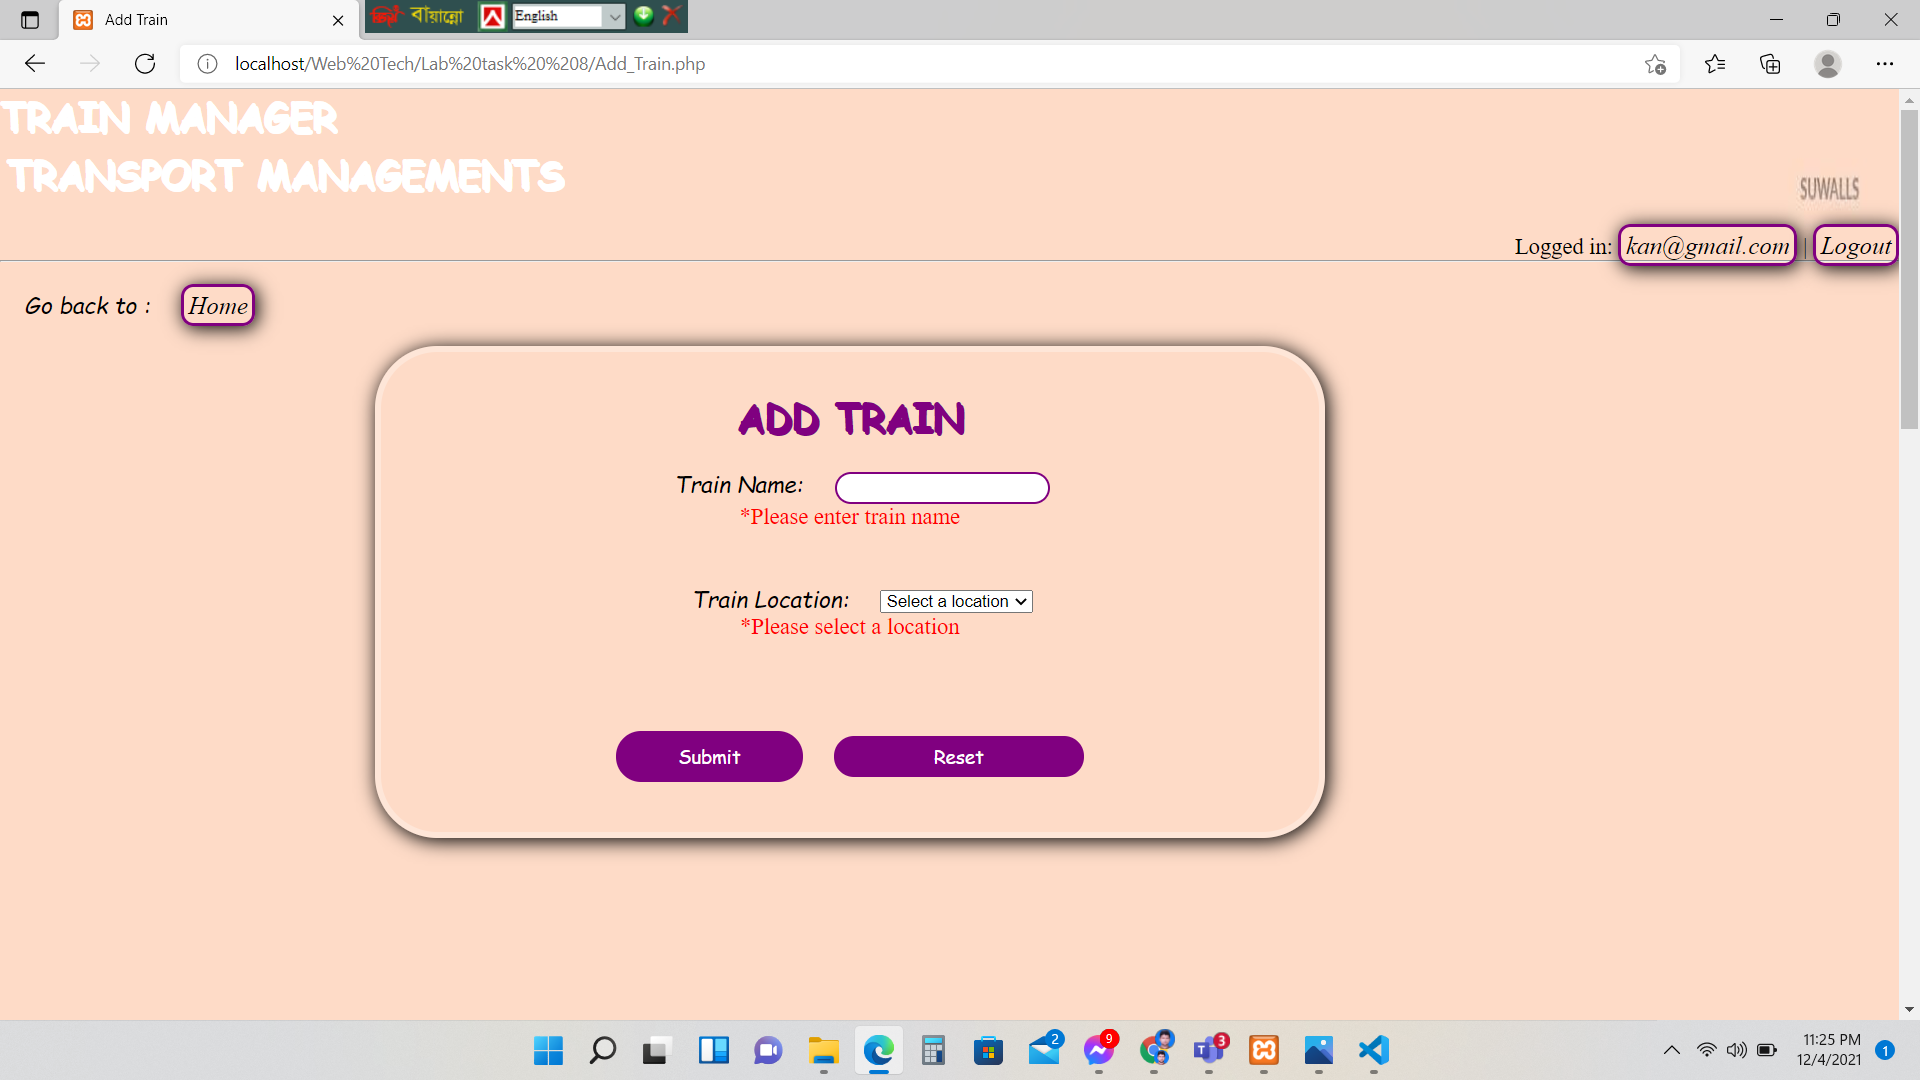 Add Train
বায়ান্নো
English
localhost/Web%20Tech/Lab%20task%20%208/Add_Train.php
TRAIN MANAGER
TRANSPORT MANAGEMENTS
SUWALLS
Logged in: kan@gmail.com | Logout
Go back to : Home
ADD TRAIN
Train Name:
*Please enter train name
Train Location: Select a location
*Please select a location
Submit Reset
2
9
3
11:25 PM
12/4/2021
1